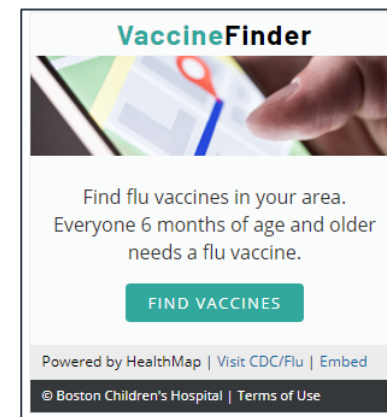 VaccineFinder
Find flu vaccines in your area.
Everyone 6 months of age and older
needs a flu vaccine.
FIND VACCINES
Powered by HealthMap | Visit CDC/Flu | Embed
© Boston Children's Hospital | Terms of Use